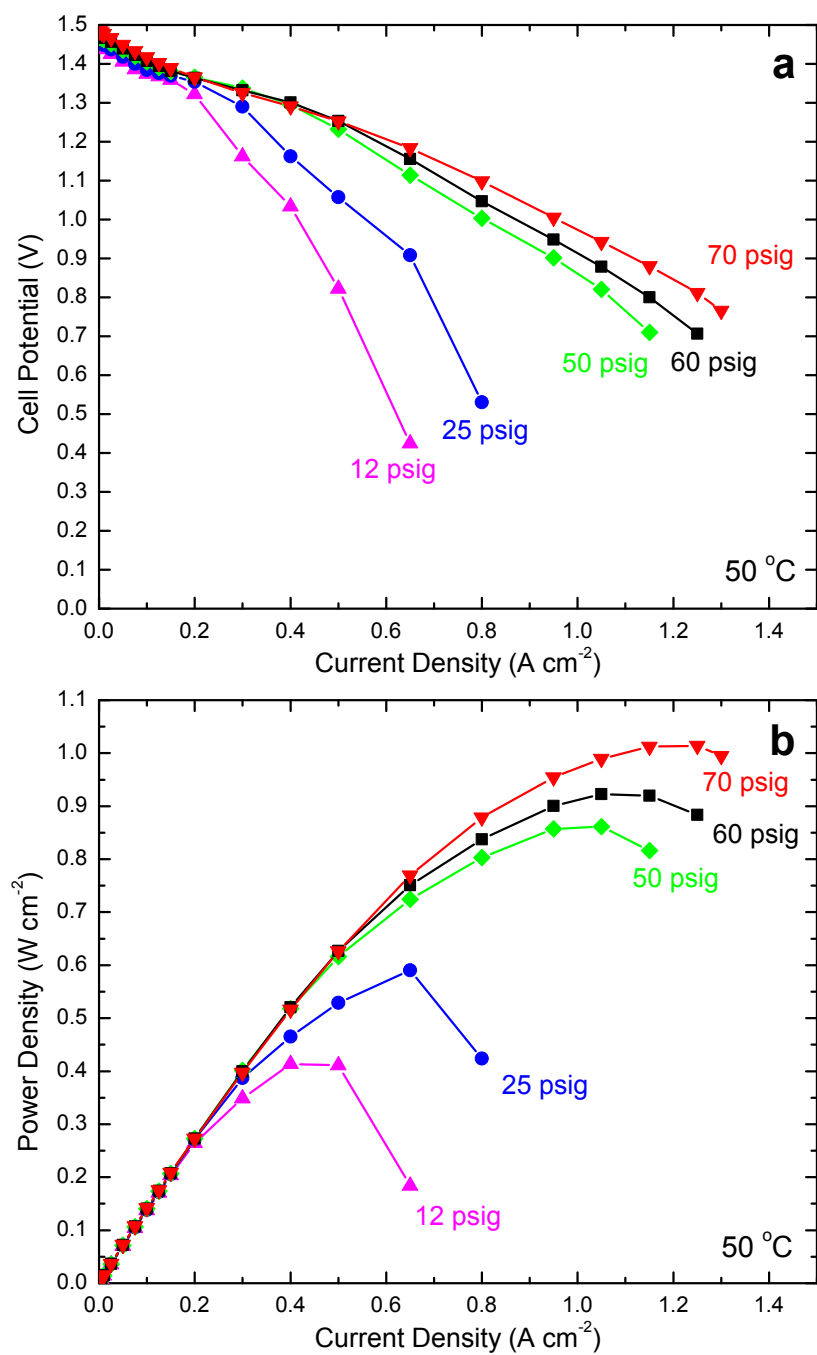 a
1.5
1.4
1.3
1.2
1.1
1.0
0.9
0.8
0.7
0.6
0.5
0.4
0.3
0.2
0.1
0.0
Cell Potential (V)
70 psig
60 psig
50 psig
25 psig
12 psig
50 °C
0.0 0.2 0.4 0.6 0.8 1.0 1.2 1.4
Current Density (A cm⁻²)
b
1.1
1.0
0.9
0.8
0.7
0.6
0.5
0.4
0.3
0.2
0.1
0.0
Power Density (W cm⁻²)
70 psig
60 psig
50 psig
25 psig
12 psig
50 °C
0.0 0.2 0.4 0.6 0.8 1.0 1.2 1.4
Current Density (A cm⁻²)